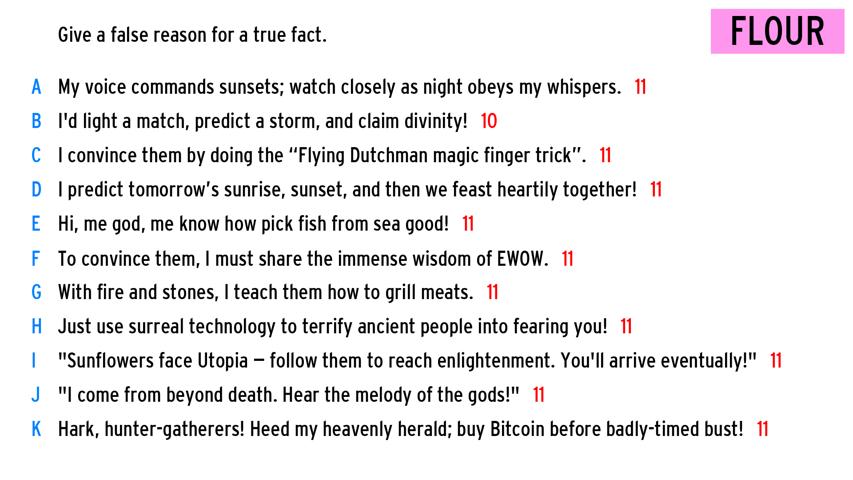 Give a false reason for a true fact.
FLOUR
A My voice commands sunsets; watch closely as night obeys my whispers. 11
B I'd light a match, predict a storm, and claim divinity! 10
C I convince them by doing the “Flying Dutchman magic finger trick”. 11
D I predict tomorrow’s sunrise, sunset, and then we feast heartily together! 11
E Hi, me god, me know how pick fish from sea good! 11
F To convince them, I must share the immense wisdom of EWOW. 11
G With fire and stones, I teach them how to grill meats. 11
H Just use surreal technology to terrify ancient people into fearing you! 11
I "Sunflowers face Utopia – follow them to reach enlightenment. You'll arrive eventually!" 11
J "I come from beyond death. Hear the melody of the gods!" 11
K Hark, hunter-gatherers! Heed my heavenly herald; buy Bitcoin before badly-timed bust! 11